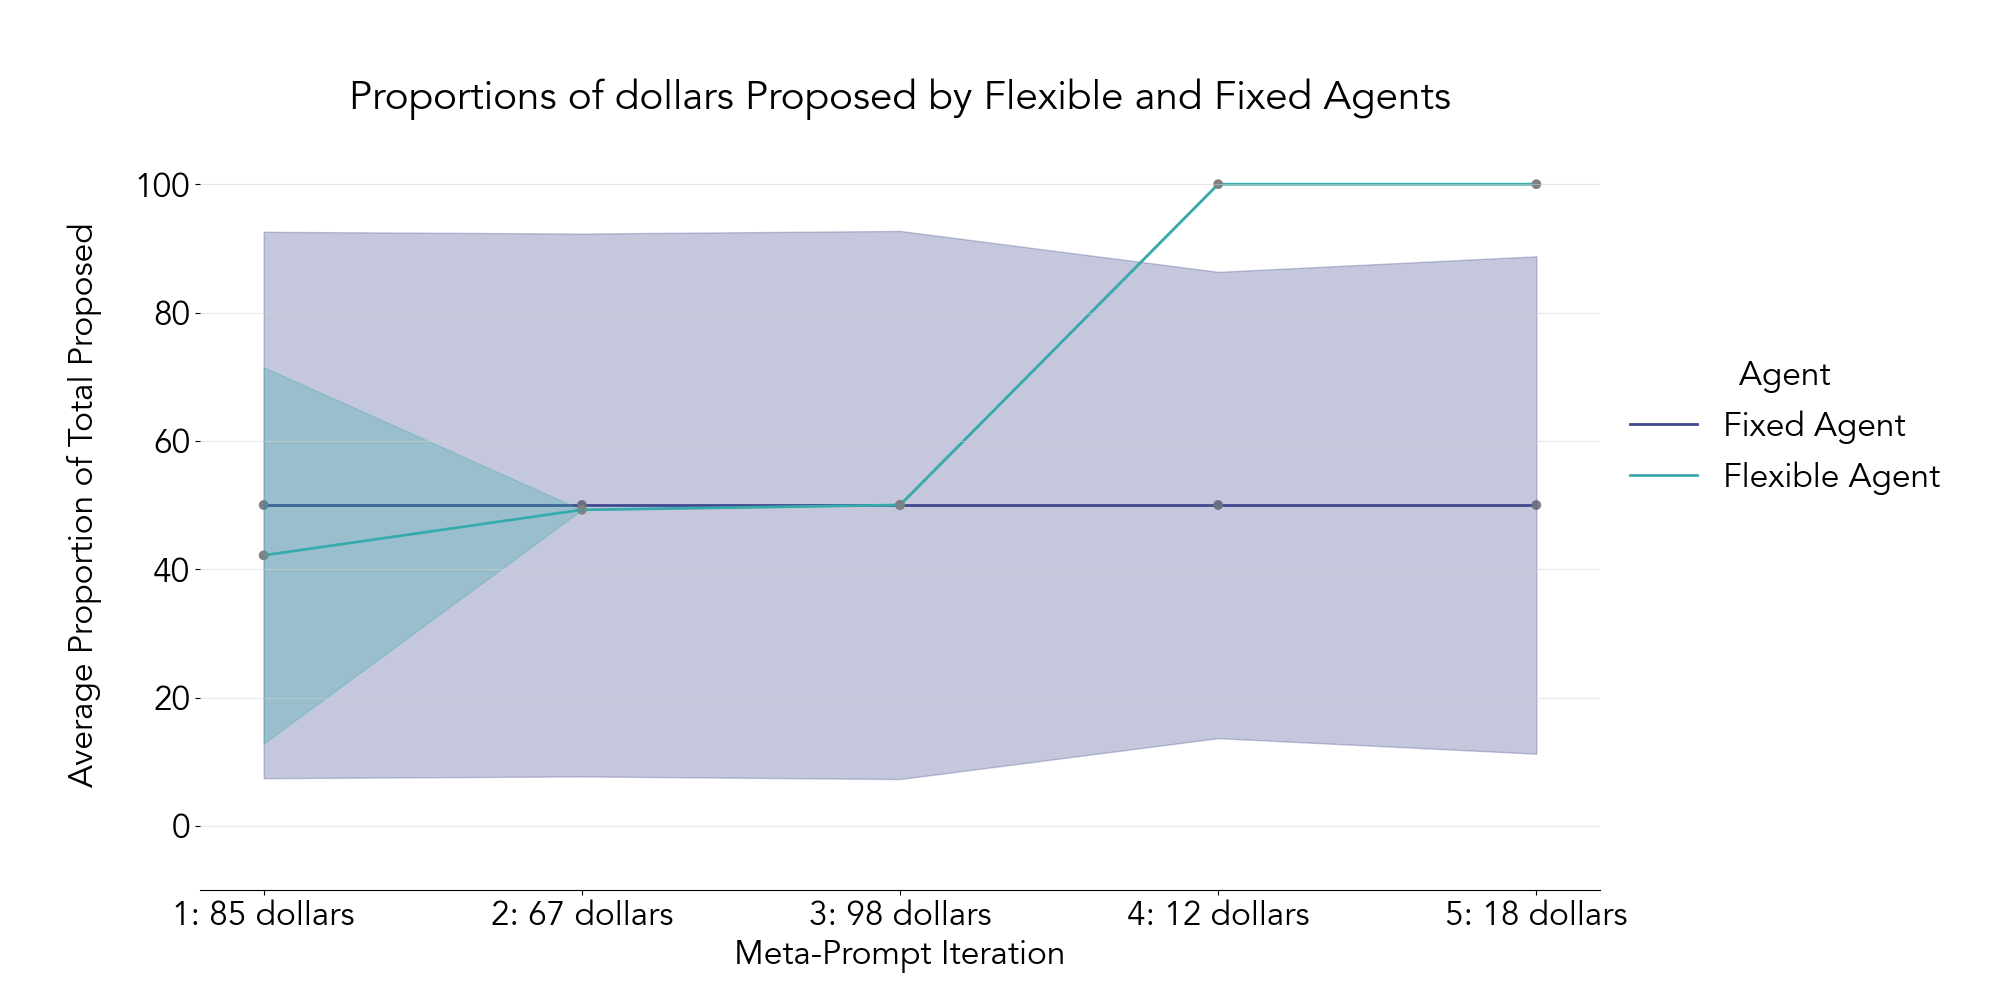 Proportions of dollars Proposed by Flexible and Fixed Agents
Average Proportion of Total Proposed
100
80
60
40
20
0
1: 85 dollars
2: 67 dollars
3: 98 dollars
4: 12 dollars
5: 18 dollars
Meta-Prompt Iteration
Agent
Fixed Agent
Flexible Agent